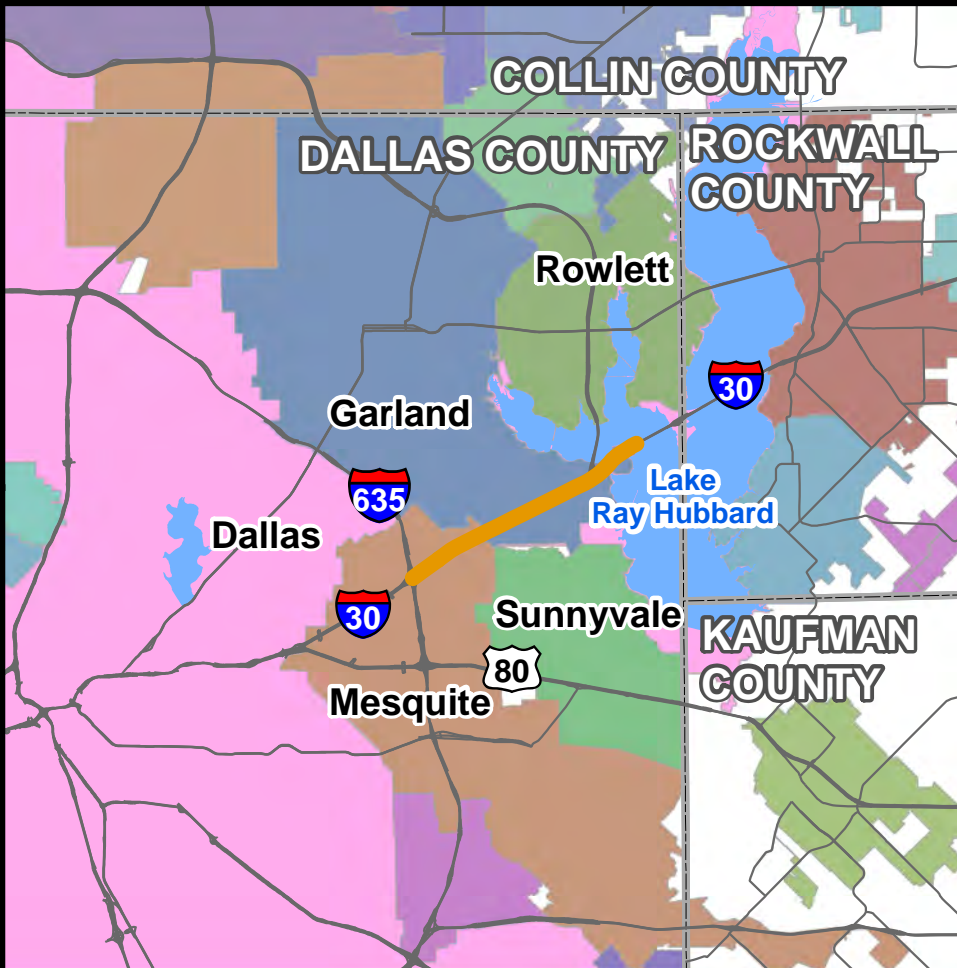 COLLIN COUNTY
DALLAS COUNTY
ROCKWALL
COUNTY
Rowlett
30
Garland
635
Lake
Ray Hubbard
Dallas
30
Sunnyvale
80
KAUFMAN
COUNTY
Mesquite